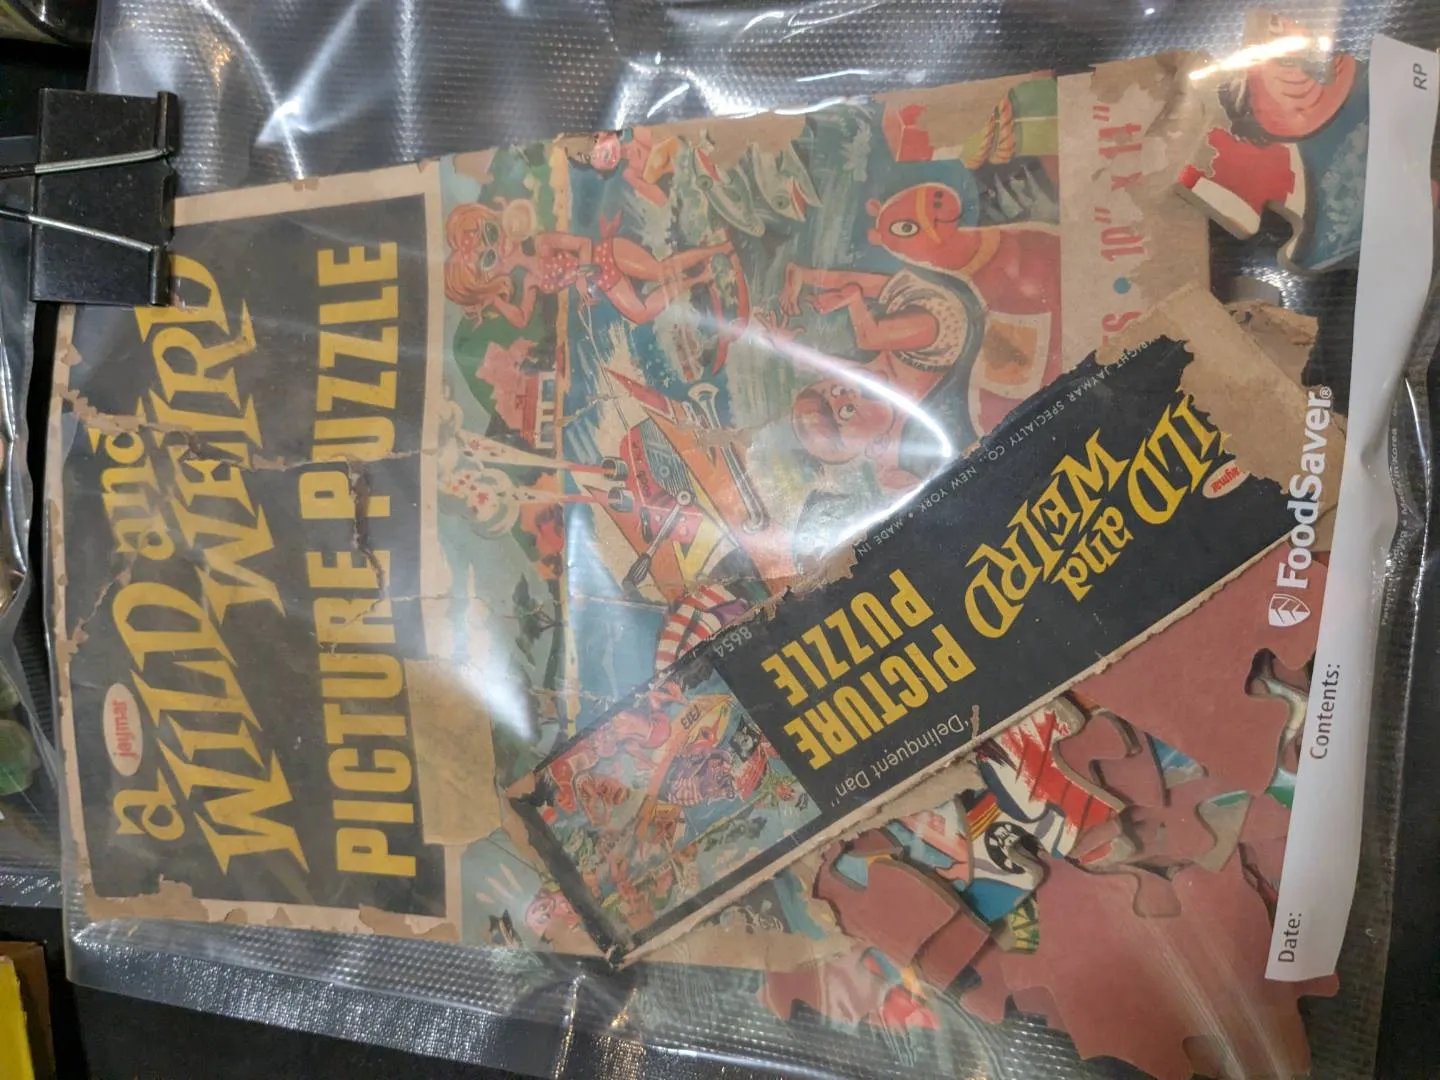 jaymar
a
WILD and
WEIRD
PICTURE PUZZLE
10" x 14"
8654
"Delinquent Dan"
PICTURE
PUZZLE
WILD
and
WEIRD
jaymar
JAYMAR SPECIALTY CO., NEW YORK • MADE IN
FoodSaver®
Contents:
Date:
RP